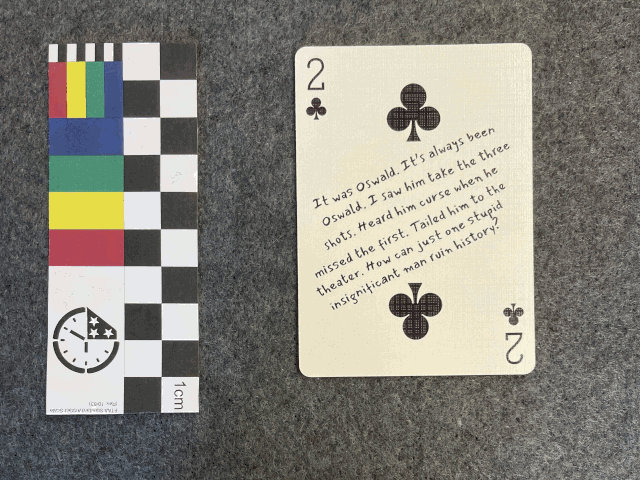 2
It was Oswald. It's always been
Oswald. I saw him take the three
shots. Heard him curse when he
missed the first. Tailed him to the
theater. How can just one stupid
insignificant man ruin history?
2
1cm